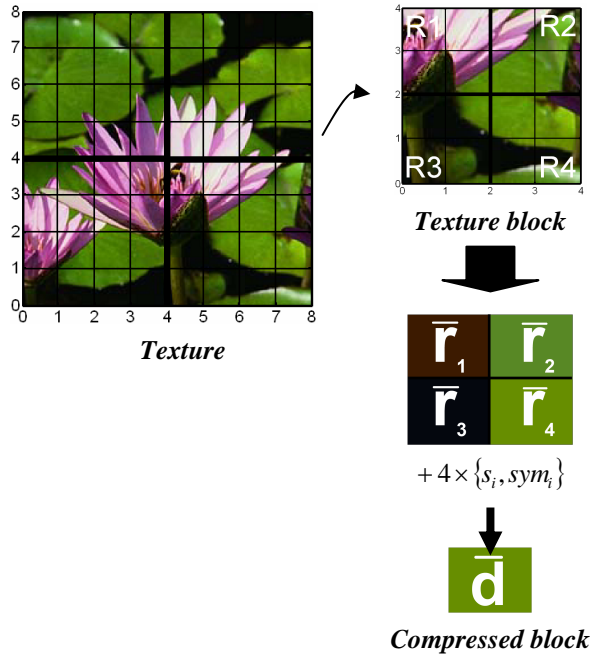 8
7
6
5
4
3
2
1
0
0 1 2 3 4 5 6 7 8
Texture
4
3
2
1
0
0 1 2 3 4
R1 R2
R3 R4
Texture block
r̅₁ r̅₂
r̅₃ r̅₄
+ 4 × {sᵢ, symᵢ}
d̅
Compressed block